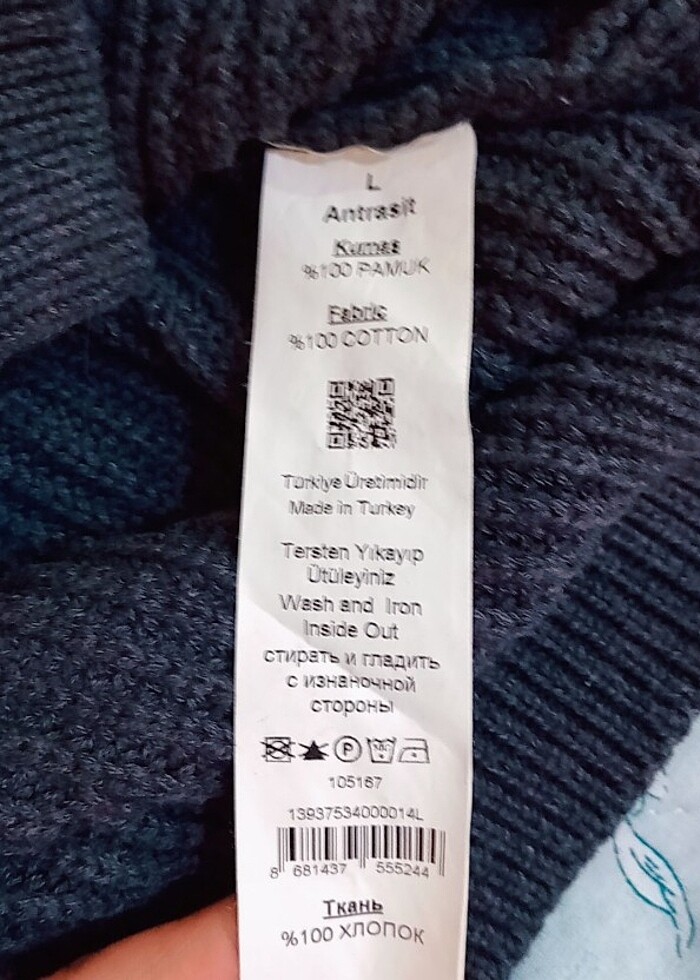 L
Antrasit
Kumaş
%100 PAMUK
Fabric
%100 COTTON
Türkiye Üretimidir
Made in Turkey
Tersten Yıkayıp
Ütüleyiniz
Wash and Iron
Inside Out
стирать и гладить
с изнаночной
стороны
P
105167
13937534000014L
8 681437 555244
Ткань
%100 ХЛОПОК